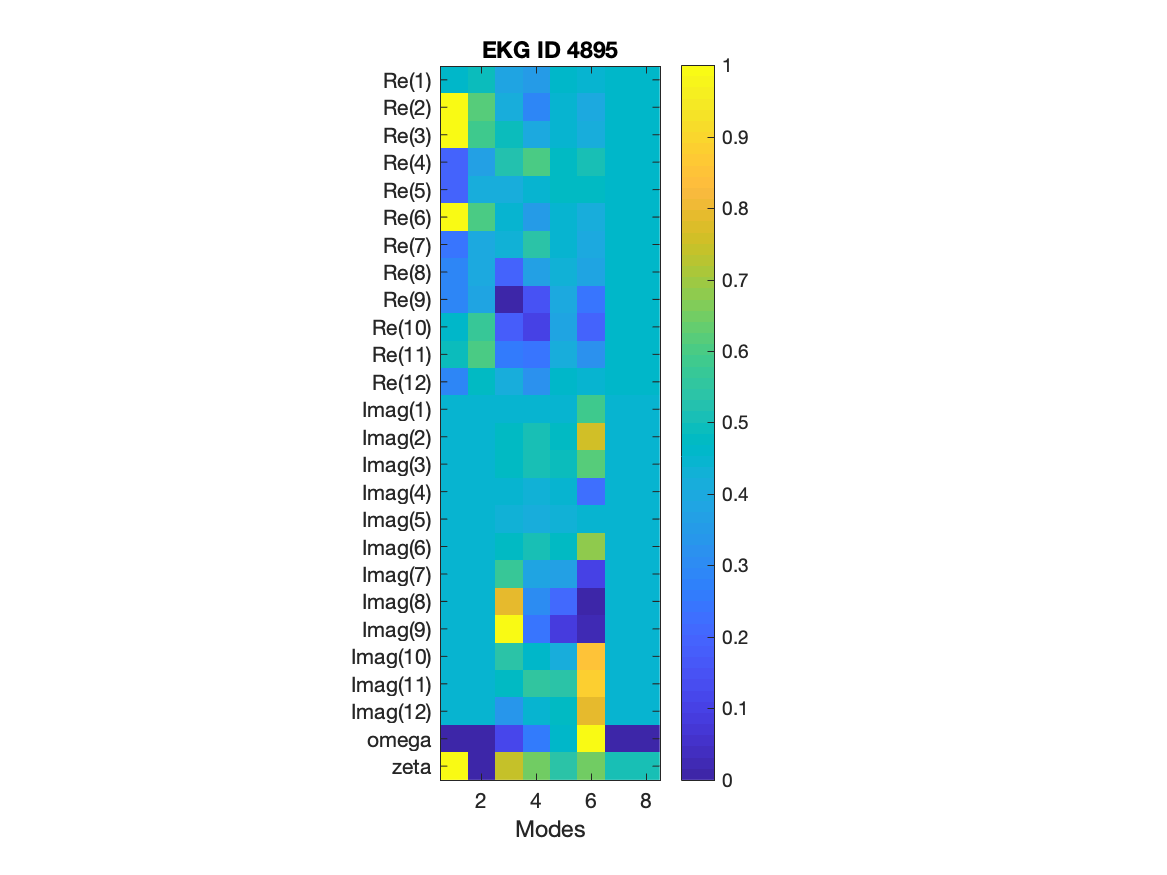 EKG ID 4895
Re(1)
Re(2)
Re(3)
Re(4)
Re(5)
Re(6)
Re(7)
Re(8)
Re(9)
Re(10)
Re(11)
Re(12)
Imag(1)
Imag(2)
Imag(3)
Imag(4)
Imag(5)
Imag(6)
Imag(7)
Imag(8)
Imag(9)
Imag(10)
Imag(11)
Imag(12)
omega
zeta
2 4 6 8
Modes
1
0.9
0.8
0.7
0.6
0.5
0.4
0.3
0.2
0.1
0